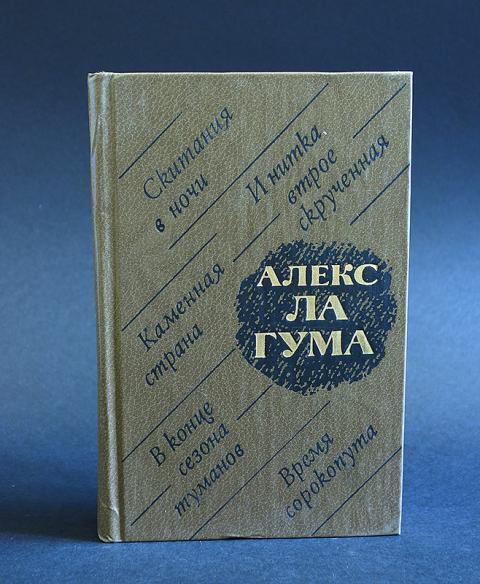 Скитания
в ночи
И нитка
втрое
скрученная
Каменная
страна
АЛЕКС
ЛА
ГУМА
В конце
сезона
туманов
Время
сорокопута